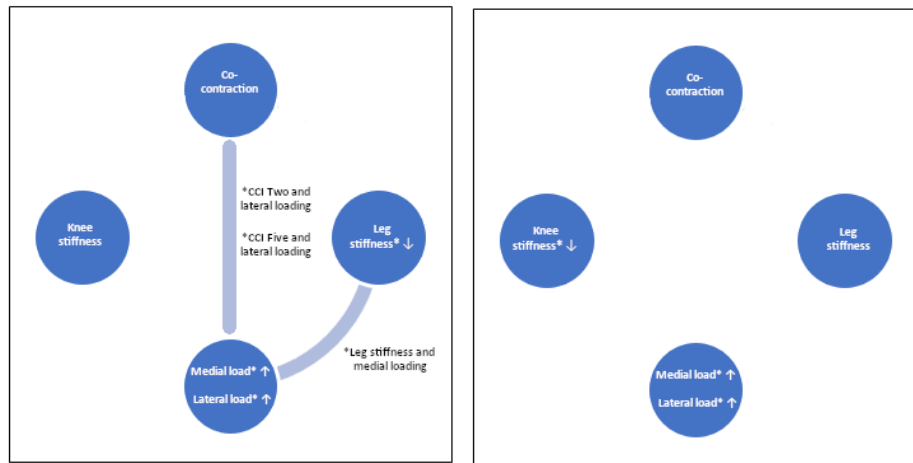 Co-
contraction
*CCI Two and
lateral loading
*CCI Five and
lateral loading
Knee
stiffness
Leg
stiffness* ↓
*Leg stiffness and
medial loading
Medial load* ↑
Lateral load* ↑
Co-
contraction
Knee
stiffness* ↓
Leg
stiffness
Medial load* ↑
Lateral load* ↑